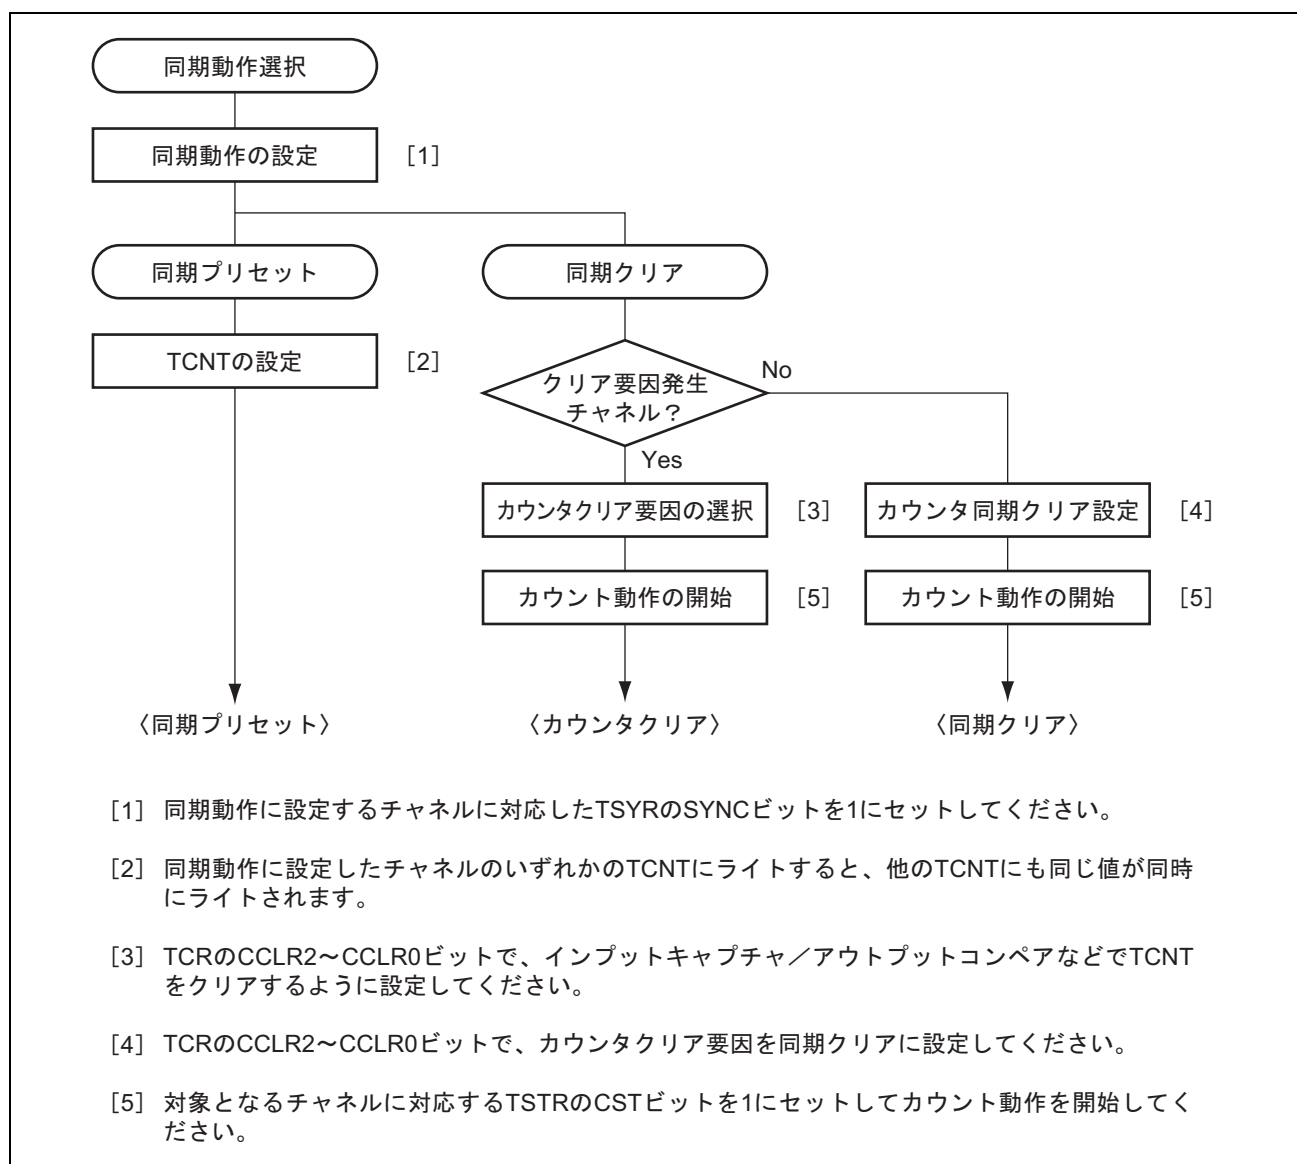 同期動作選択
同期動作の設定 [1]
同期プリセット
同期クリア
TCNTの設定 [2]
クリア要因発生
チャネル？
No
Yes
カウンタクリア要因の選択 [3]
カウンタ同期クリア設定 [4]
カウント動作の開始 [5]
カウント動作の開始 [5]
〈同期プリセット〉
〈カウンタクリア〉
〈同期クリア〉
[1] 同期動作に設定するチャネルに対応したTSYRのSYNCビットを1にセットしてください。
[2] 同期動作に設定したチャネルのいずれかのTCNTにライトすると、他のTCNTにも同じ値が同時
にライトされます。
[3] TCRのCCLR2～CCLR0ビットで、インプットキャプチャ／アウトプットコンペアなどでTCNT
をクリアするように設定してください。
[4] TCRのCCLR2～CCLR0ビットで、カウンタクリア要因を同期クリアに設定してください。
[5] 対象となるチャネルに対応するTSTRのCSTビットを1にセットしてカウント動作を開始してく
ださい。